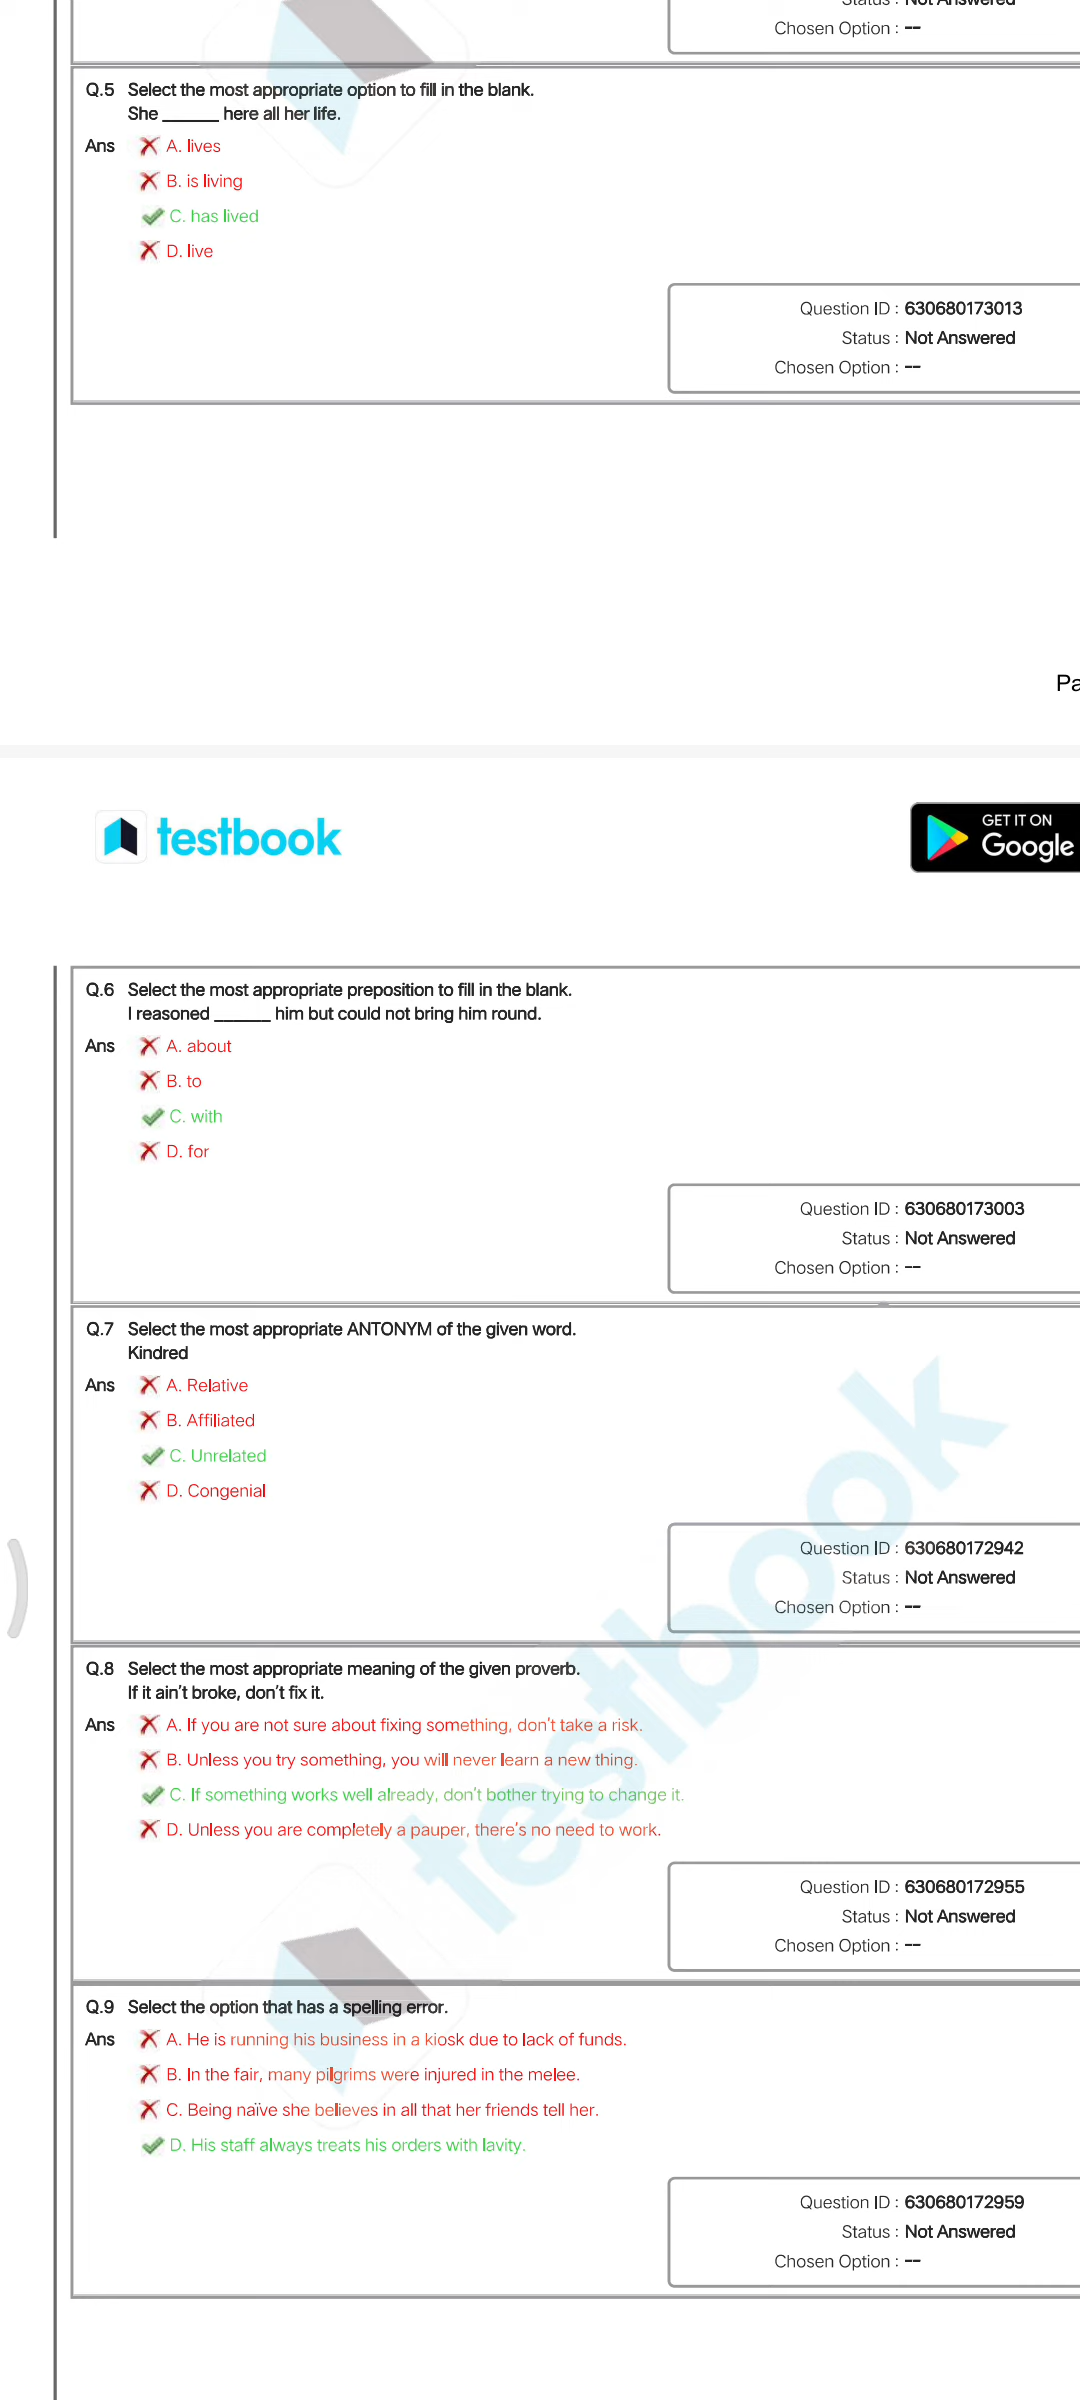 Status : Not Answered
Chosen Option : --
Q.5 Select the most appropriate option to fill in the blank.
She ______ here all her life.
Ans A. lives
B. is living
C. has lived
D. live
Question ID : 630680173013
Status : Not Answered
Chosen Option : --
Pa
testbook
GET IT ON
Google
Q.6 Select the most appropriate preposition to fill in the blank.
I reasoned ______ him but could not bring him round.
Ans A. about
B. to
C. with
D. for
Question ID : 630680173003
Status : Not Answered
Chosen Option : --
Q.7 Select the most appropriate ANTONYM of the given word.
Kindred
Ans A. Relative
B. Affiliated
C. Unrelated
D. Congenial
Question ID : 630680172942
Status : Not Answered
Chosen Option : --
Q.8 Select the most appropriate meaning of the given proverb.
If it ain't broke, don't fix it.
Ans A. If you are not sure about fixing something, don't take a risk.
B. Unless you try something, you will never learn a new thing.
C. If something works well already, don't bother trying to change it.
D. Unless you are completely a pauper, there's no need to work.
Question ID : 630680172955
Status : Not Answered
Chosen Option : --
testbook
Q.9 Select the option that has a spelling error.
Ans A. He is running his business in a kiosk due to lack of funds.
B. In the fair, many pilgrims were injured in the melee.
C. Being naïve she believes in all that her friends tell her.
D. His staff always treats his orders with lavity.
Question ID : 630680172959
Status : Not Answered
Chosen Option : --